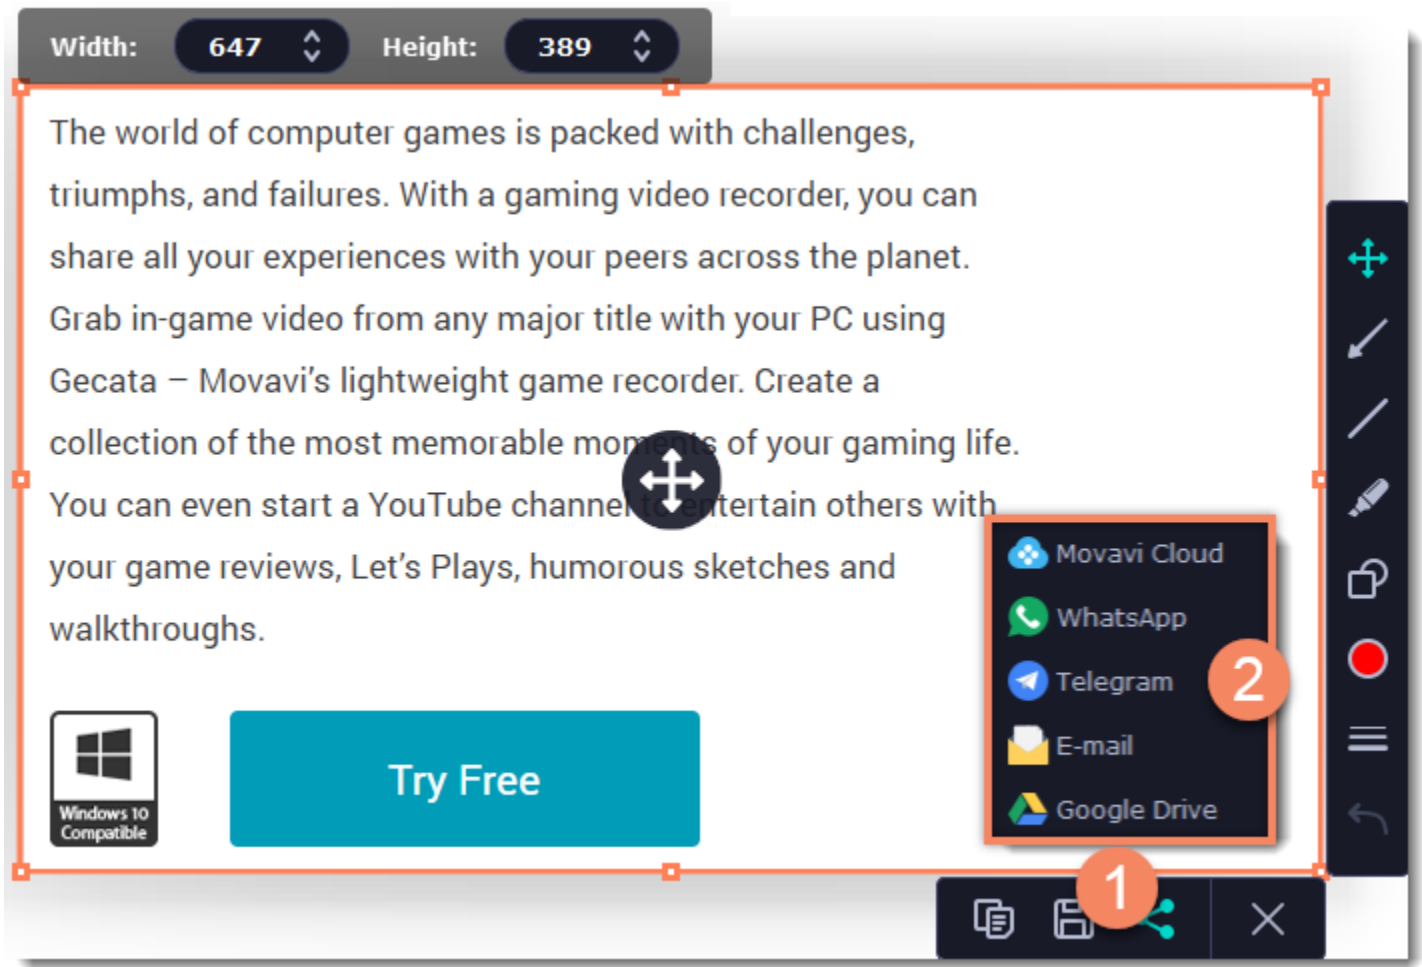 Width: 647 Height: 389
The world of computer games is packed with challenges,
triumphs, and failures. With a gaming video recorder, you can
share all your experiences with your peers across the planet.
Grab in-game video from any major title with your PC using
Gecata – Movavi’s lightweight game recorder. Create a
collection of the most memorable moments of your gaming life.
You can even start a YouTube channel to entertain others with
your game reviews, Let’s Plays, humorous sketches and
walkthroughs.
Movavi Cloud
WhatsApp
Telegram
2
E-mail
Google Drive
Windows 10
Compatible
Try Free
1